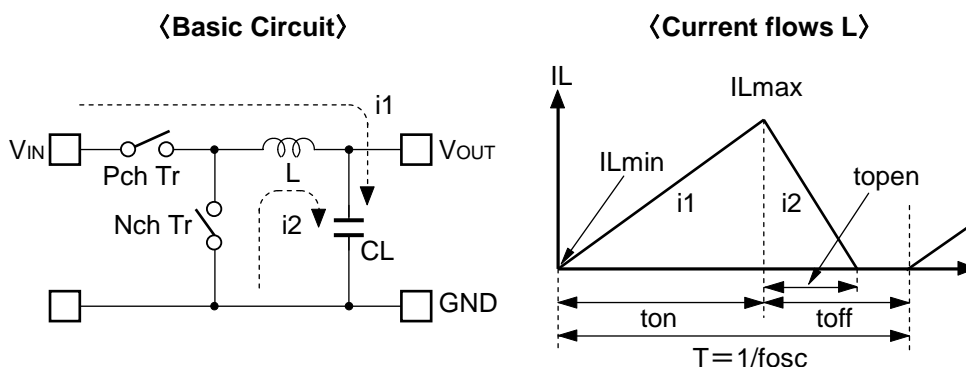 〈Basic Circuit〉
i1
VIN
VOUT
Pch Tr
L
Nch Tr
i2
CL
GND
〈Current flows L〉
IL
ILmax
ILmin
topen
i1
i2
ton
toff
T＝1/fosc